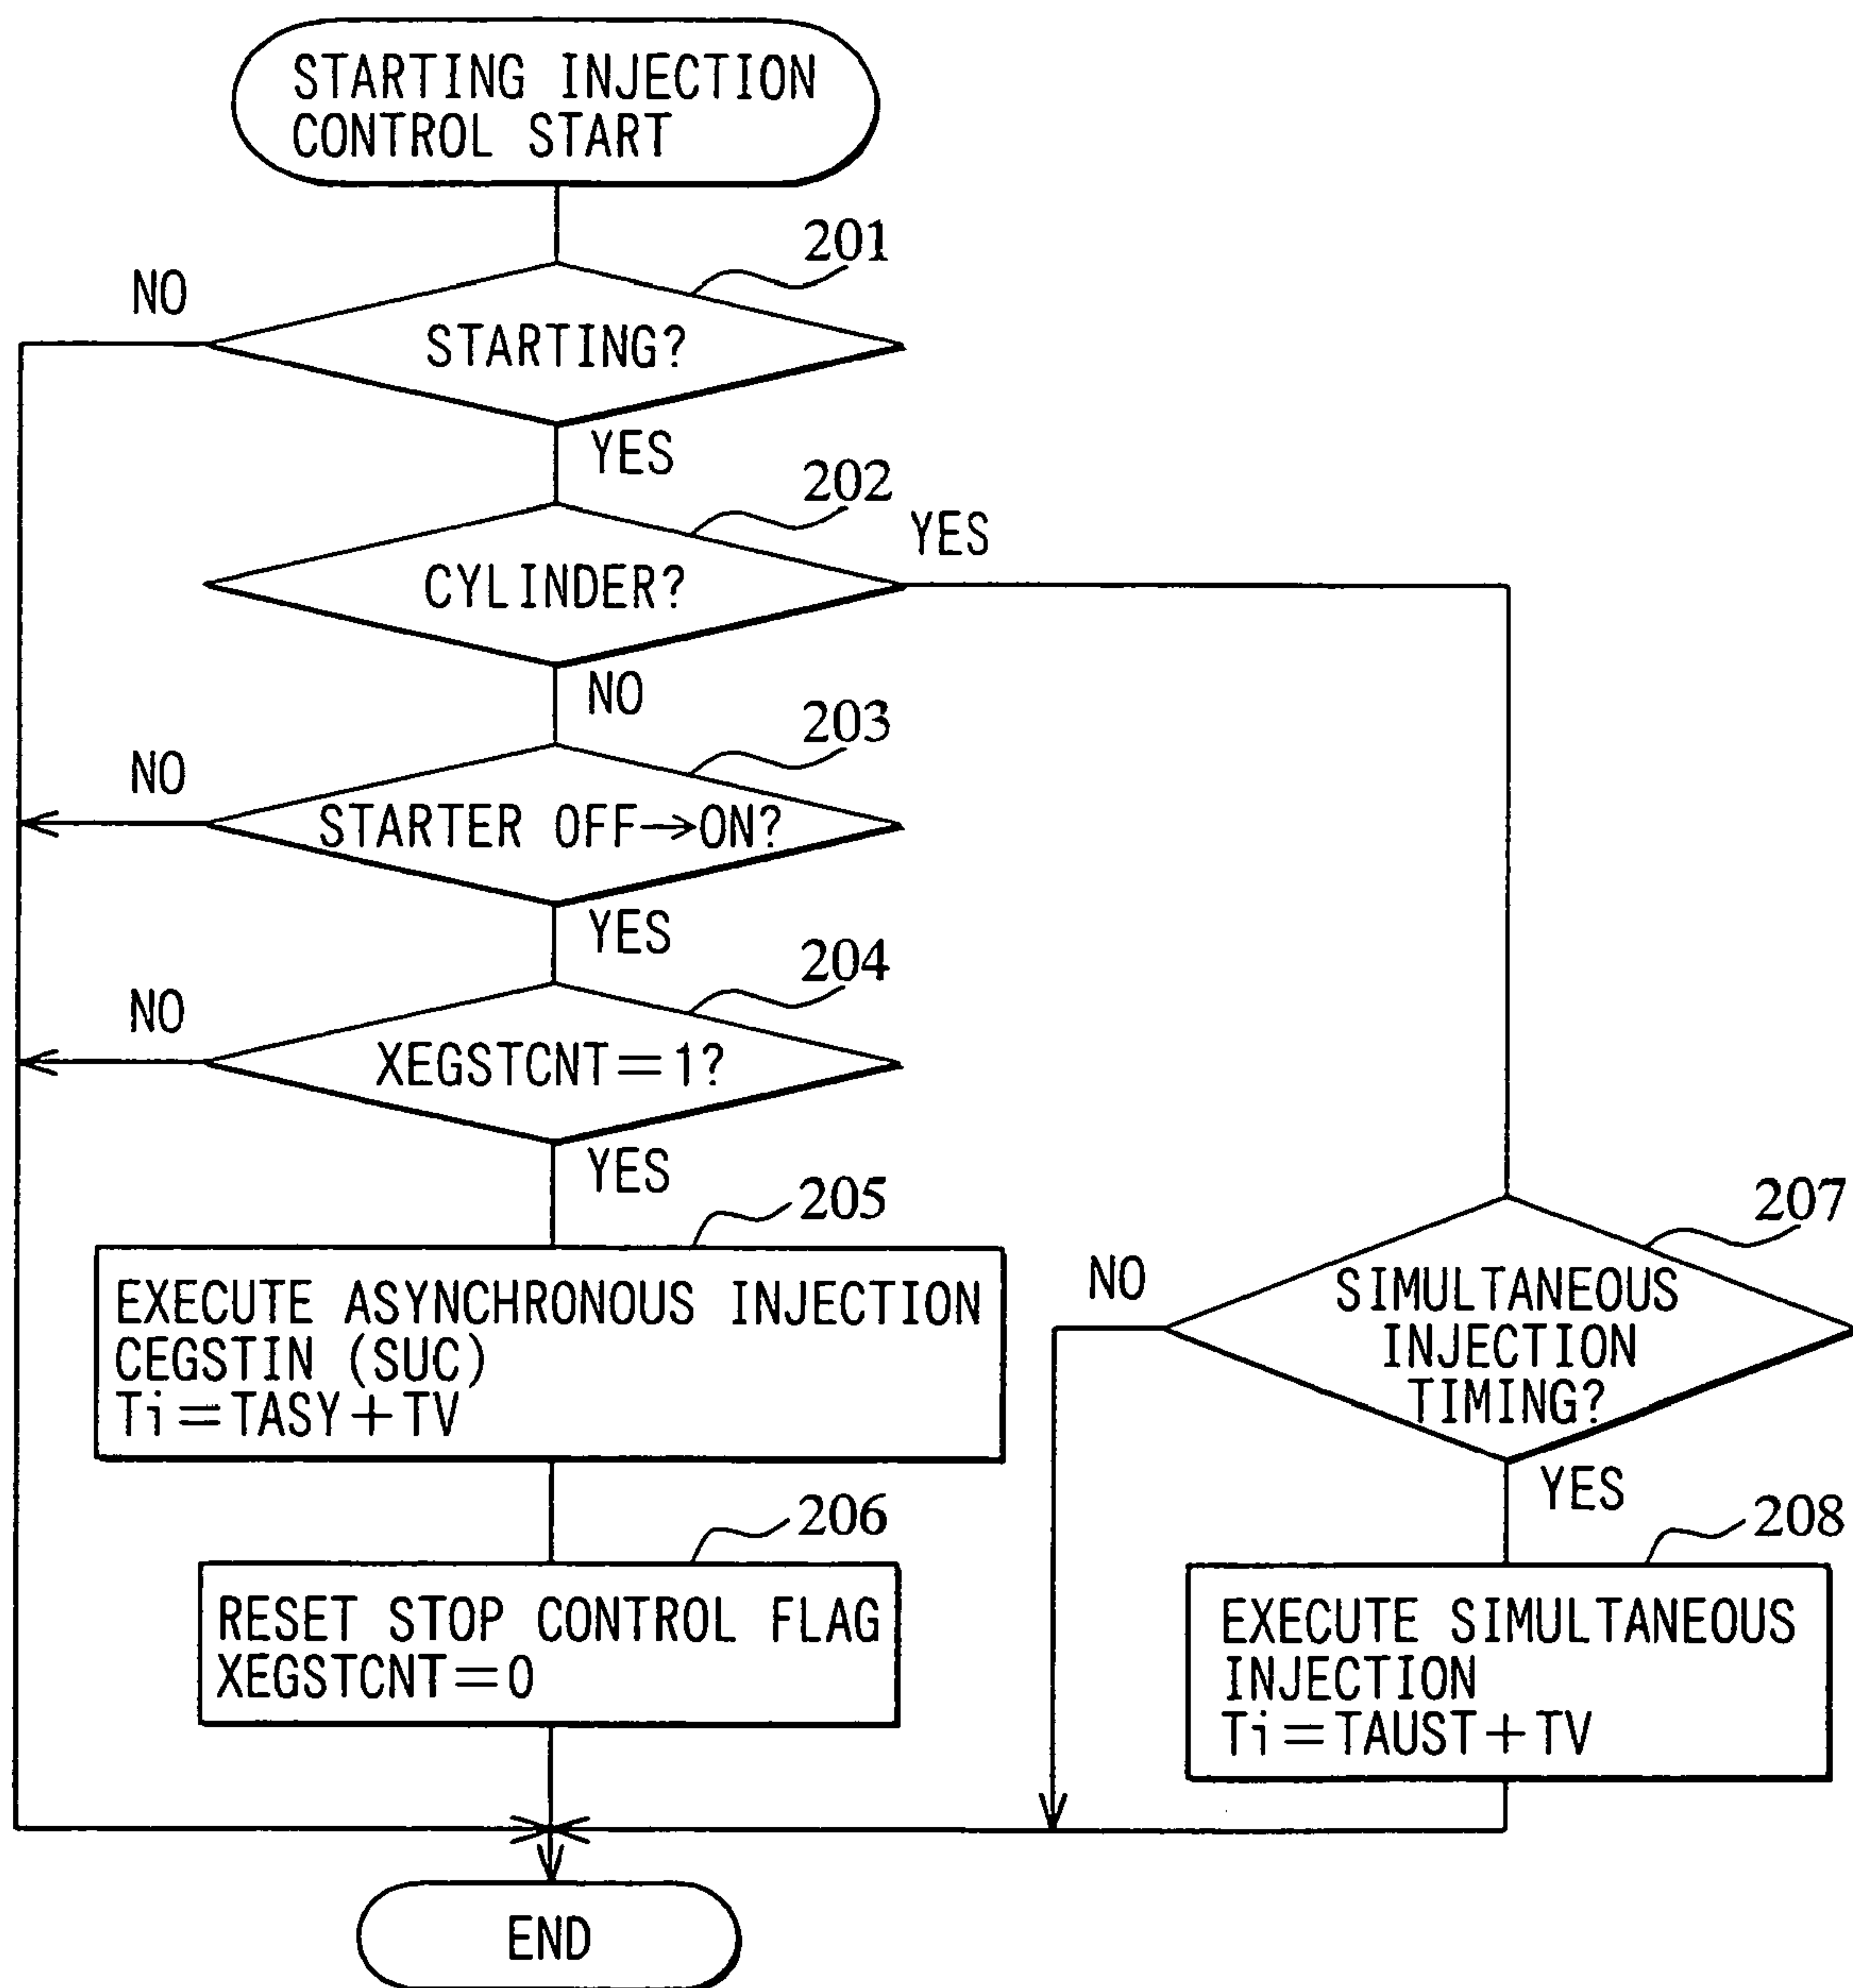 STARTING INJECTION
CONTROL START
201
NO
STARTING?
YES
202
YES
CYLINDER?
NO
203
NO
STARTER OFF→ON?
YES
204
NO
XEGSTCNT=1?
YES
205
EXECUTE ASYNCHRONOUS INJECTION
CEGSTIN (SUC)
Ti=TASY+TV
206
RESET STOP CONTROL FLAG
XEGSTCNT=0
207
NO
SIMULTANEOUS
INJECTION
TIMING?
YES
208
EXECUTE SIMULTANEOUS
INJECTION
Ti=TAUST+TV
END